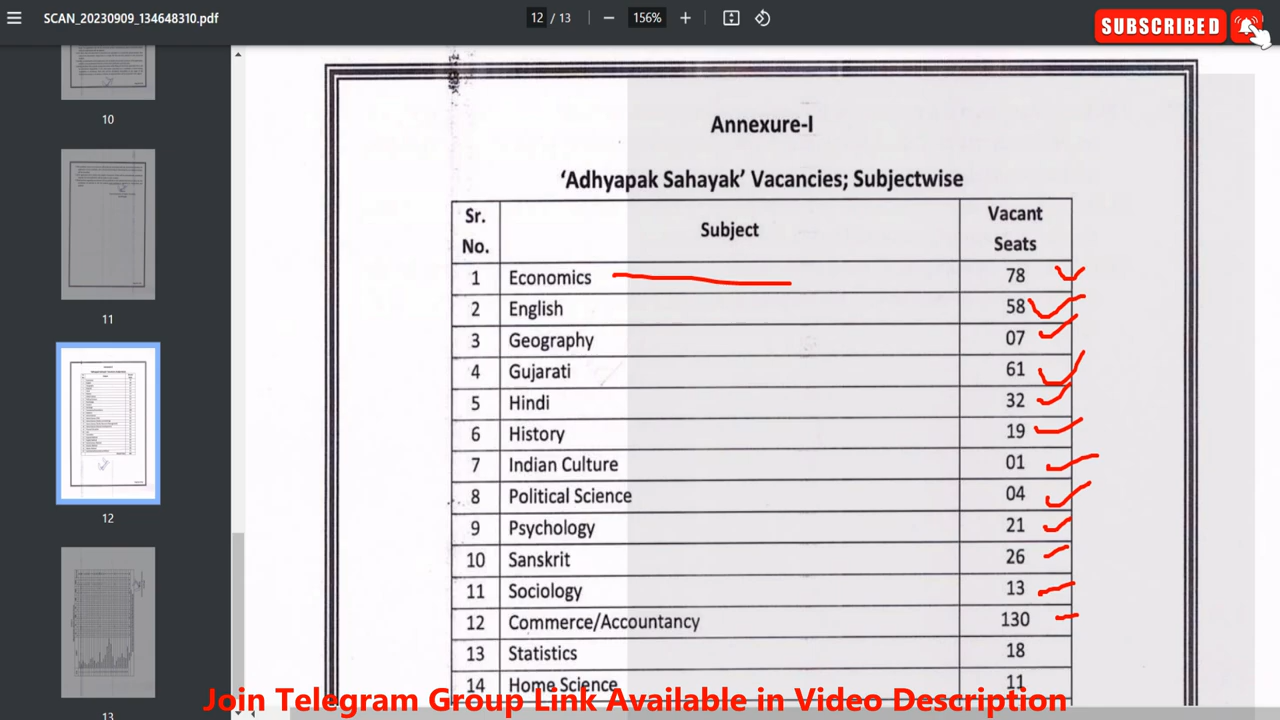 SCAN_20230909_134648310.pdf
12 / 13
156%
SUBSCRIBED
10
11
12
13
Annexure-I
‘Adhyapak Sahayak’ Vacancies; Subjectwise
Sr. No. Subject Vacant Seats
1 Economics 78
2 English 58
3 Geography 07
4 Gujarati 61
5 Hindi 32
6 History 19
7 Indian Culture 01
8 Political Science 04
9 Psychology 21
10 Sanskrit 26
11 Sociology 13
12 Commerce/Accountancy 130
13 Statistics 18
14 Home Science 11
Join Telegram Group Link Available in Video Description